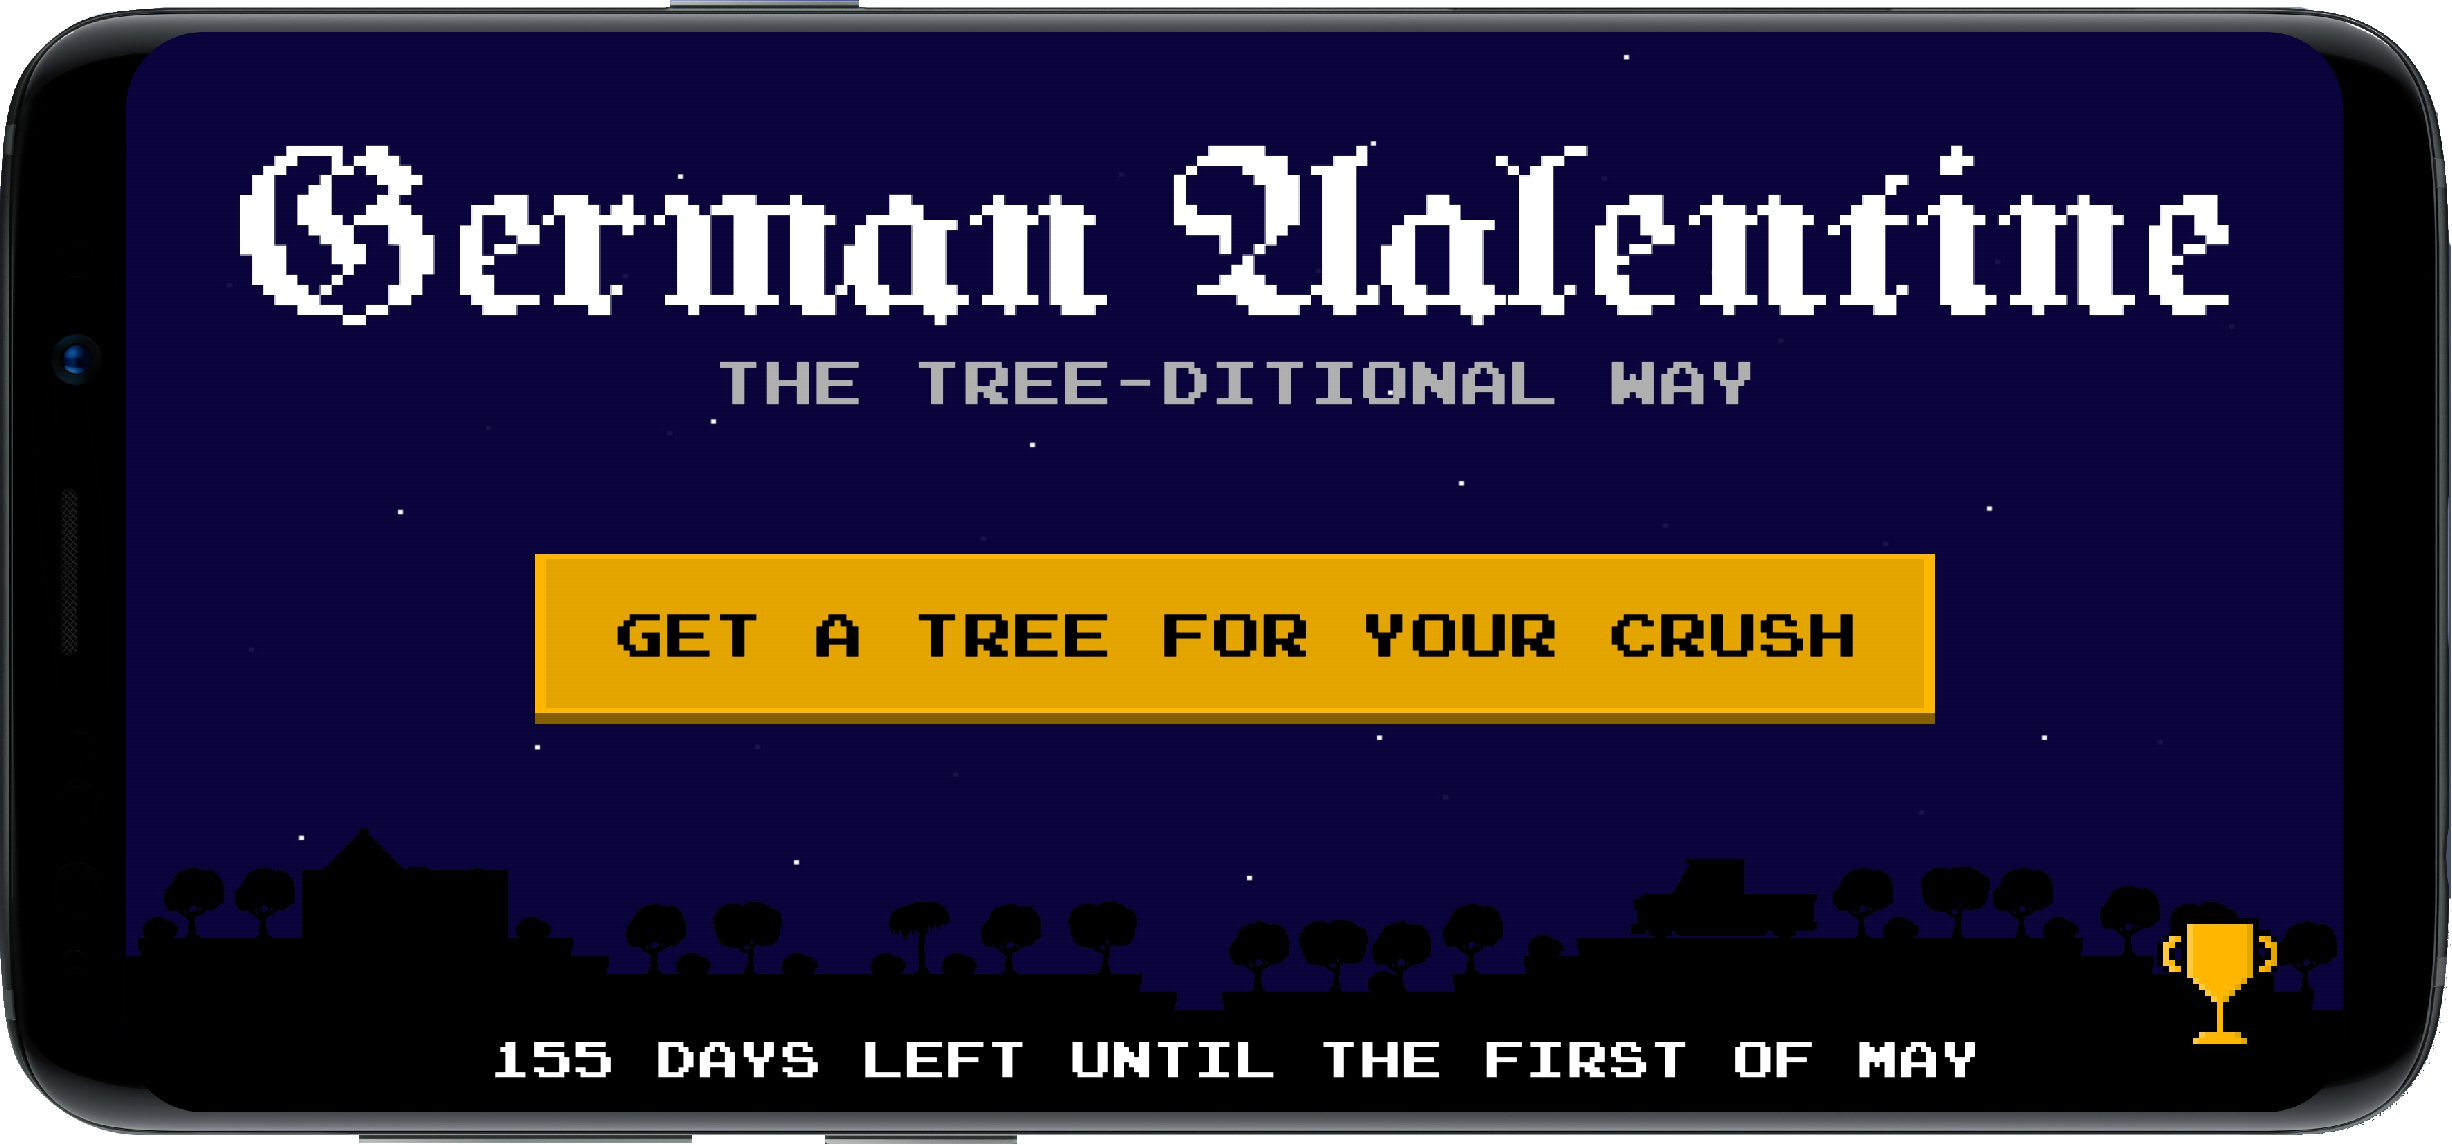 German Valentine
THE TREE-DITIONAL WAY
GET A TREE FOR YOUR CRUSH
155 DAYS LEFT UNTIL THE FIRST OF MAY